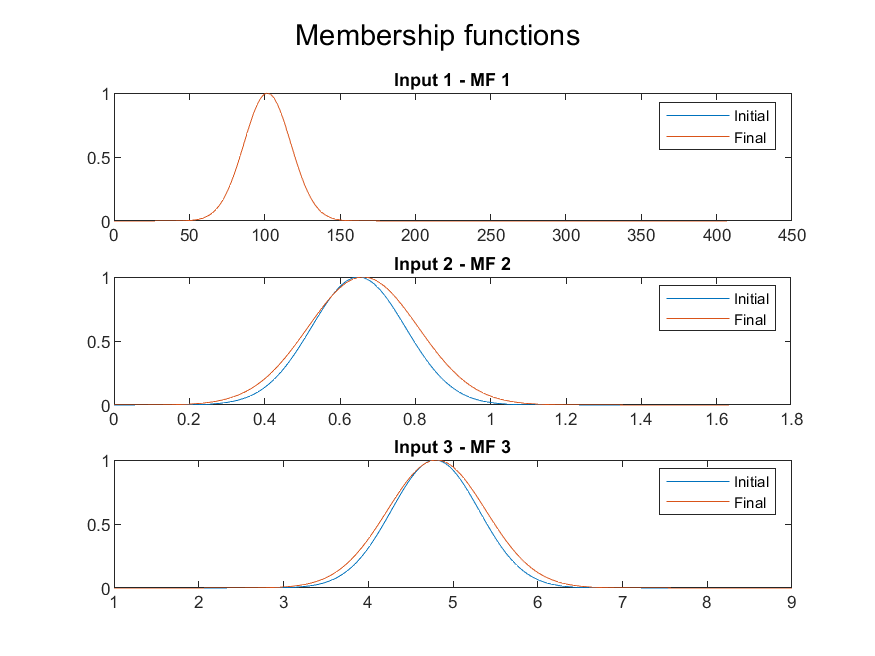 Membership functions
Input 1 - MF 1
1
0.5
0
Initial
Final
0 50 100 150 200 250 300 350 400 450
Input 2 - MF 2
1
0.5
0
Initial
Final
0 0.2 0.4 0.6 0.8 1 1.2 1.4 1.6 1.8
Input 3 - MF 3
1
0.5
0
Initial
Final
1 2 3 4 5 6 7 8 9